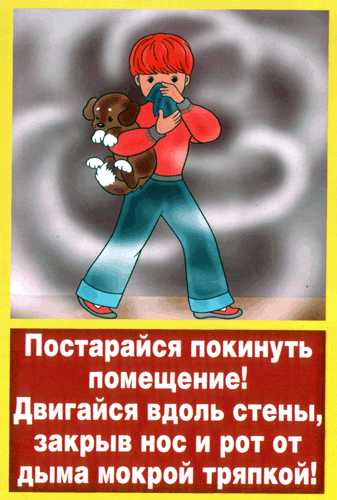 Постарайся покинуть
помещение!
Двигайся вдоль стены,
закрыв нос и рот от
дыма мокрой тряпкой!